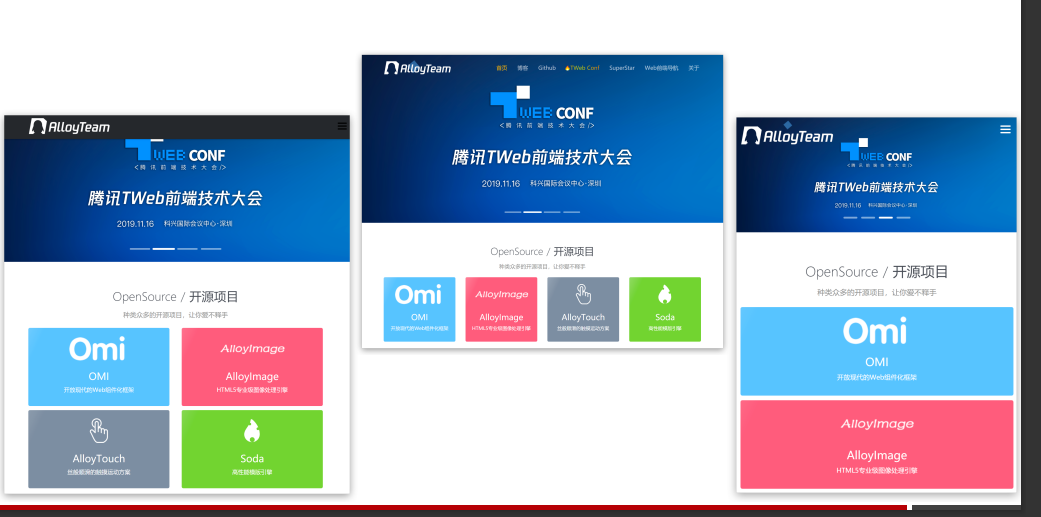 AlloyTeam
WEB CONF
<腾讯前端技术大会/>
腾讯TWeb前端技术大会
2019.11.16 科兴国际会议中心·深圳
OpenSource / 开源项目
种类众多的开源项目，让你爱不释手
Omi
OMI
开放现代的Web组件化框架
AlloyImage
AlloyImage
HTML5专业级图像处理引擎
AlloyTouch
丝般顺滑的触摸运动方案
Soda
高性能模板引擎
AlloyTeam
首页 博客 Github TWeb Conf SuperStar Web前端导航 关于
WEB CONF
<腾讯前端技术大会/>
腾讯TWeb前端技术大会
2019.11.16 科兴国际会议中心·深圳
OpenSource / 开源项目
种类众多的开源项目，让你爱不释手
Omi
OMI
开放现代的Web组件化框架
AlloyImage
AlloyImage
HTML5专业级图像处理引擎
AlloyTouch
丝般顺滑的触摸运动方案
Soda
高性能模板引擎
AlloyTeam
WEB CONF
<腾讯前端技术大会/>
腾讯TWeb前端技术大会
2019.11.16 科兴国际会议中心·深圳
OpenSource / 开源项目
种类众多的开源项目，让你爱不释手
Omi
OMI
开放现代的Web组件化框架
AlloyImage
AlloyImage
HTML5专业级图像处理引擎